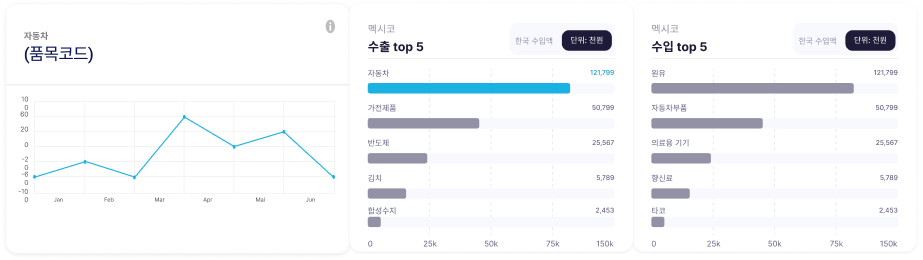 자동차
(품목코드)
10
0
60
20
0
-2
0
-6
0
-10
0
Jan
Feb
Mar
Apr
Mai
Jun
멕시코
수출 top 5
한국 수입액
단위: 천원
자동차
121,799
가전제품
50,799
반도체
25,567
김치
5,789
합성수지
2,453
0
25k
50k
75k
150k
멕시코
수입 top 5
한국 수입액
단위: 천원
원유
121,799
자동차부품
50,799
의료용 기기
25,567
향신료
5,789
타코
2,453
0
25k
50k
75k
150k